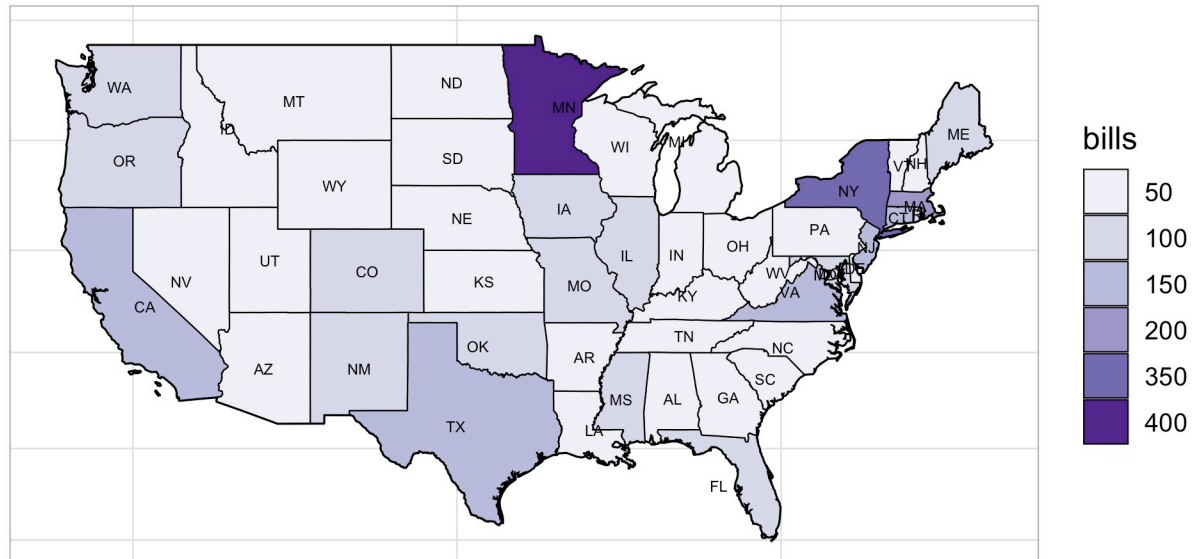 WA
MT
ND
MN
ID
OR
SD
WI
MI
ME
VT
NH
WY
NY
MA
CT
NE
IA
PA
NJ
NV
UT
CO
KS
MO
IL
IN
OH
WV
VA
DE
KY
CA
AZ
NM
OK
AR
TN
NC
SC
MS
AL
GA
TX
LA
FL
bills
50
100
150
200
350
400